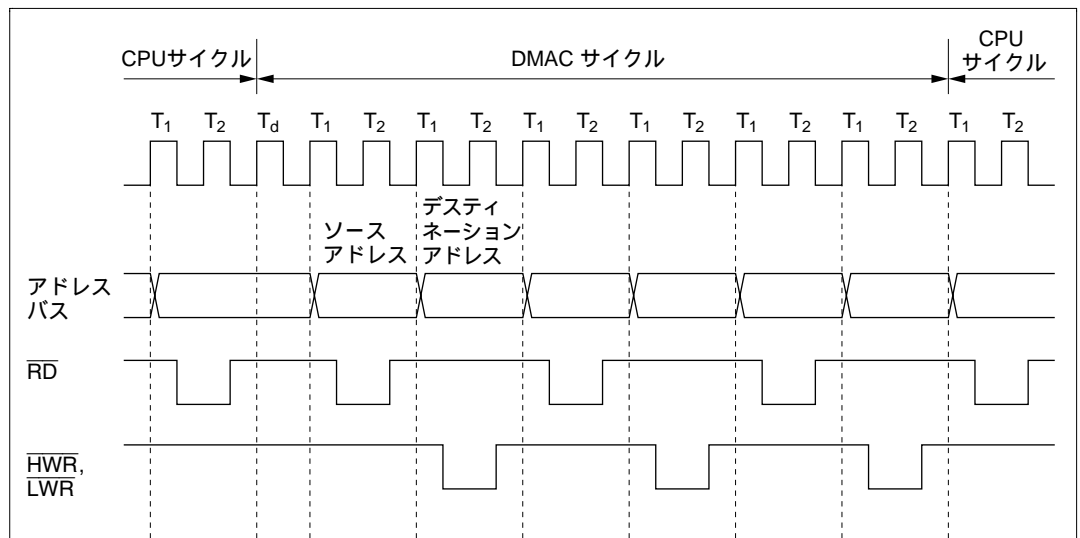 CPUサイクル
DMAC サイクル
CPU
サイクル
T1 T2 Td T1 T2 T1 T2 T1 T2 T1 T2 T1 T2 T1 T2 T1 T2
ソース
アドレス
デスティ
ネーション
アドレス
アドレス
バス
RD
HWR,
LWR